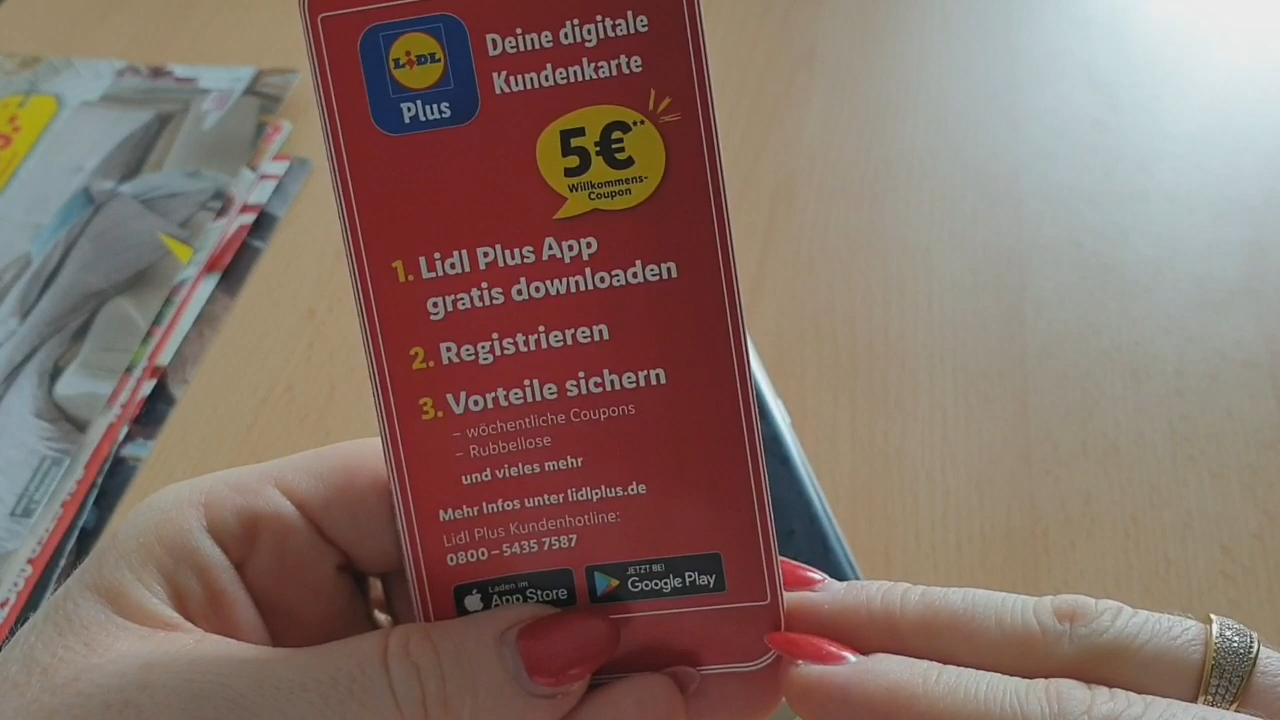 LIDL
Plus
Deine digitale
Kundenkarte
5€**
Willkommens-
Coupon
1. Lidl Plus App
gratis downloaden
2. Registrieren
3. Vorteile sichern
– wöchentliche Coupons
– Rubbellose
und vieles mehr
Mehr Infos unter lidlplus.de
Lidl Plus Kundenhotline:
0800 – 5435 7587
Laden im
App Store
JETZT BEI
Google Play